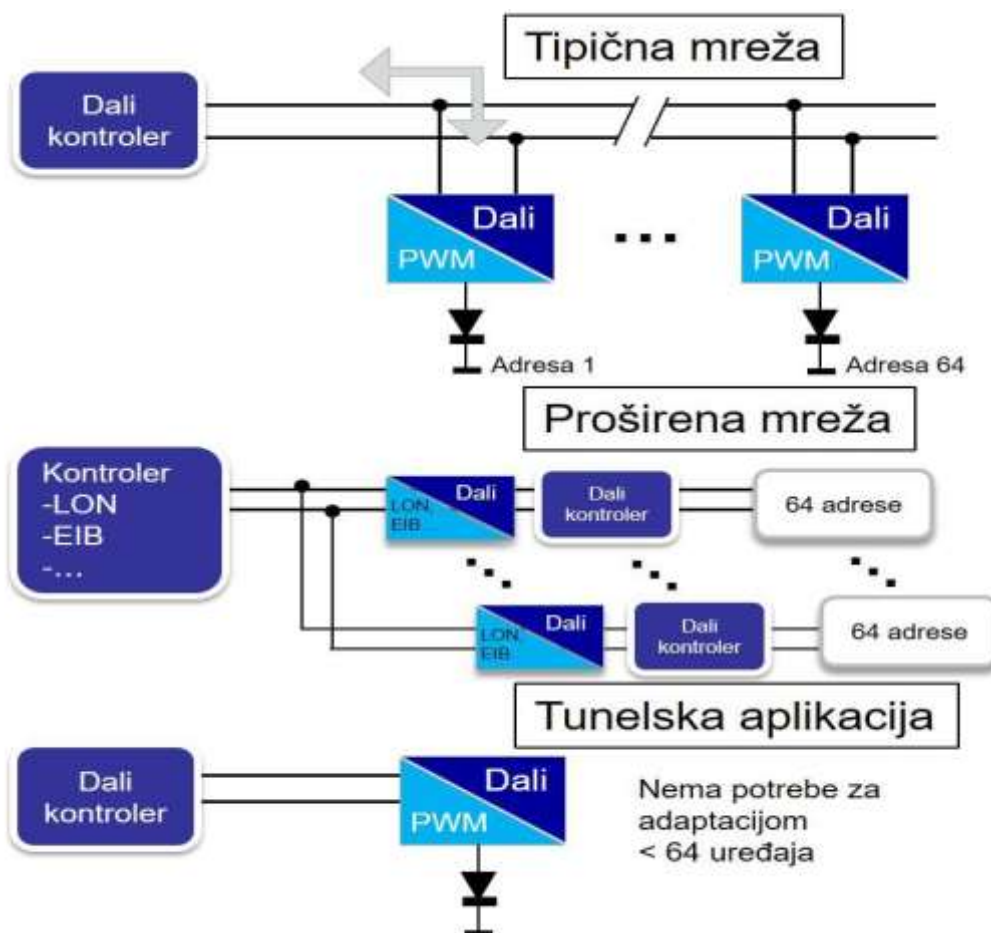 Tipična mreža
Dali
kontroler
Dali
PWM
Dali
PWM
Adresa 1
Adresa 64
Proširena mreža
Kontroler
-LON
-EIB
-...
Dali
LON,
EIB
Dali
kontroler
64 adrese
Dali
LON,
EIB
Dali
kontroler
64 adrese
Tunelska aplikacija
Dali
kontroler
Dali
PWM
Nema potrebe za
adaptacijom
< 64 uređaja